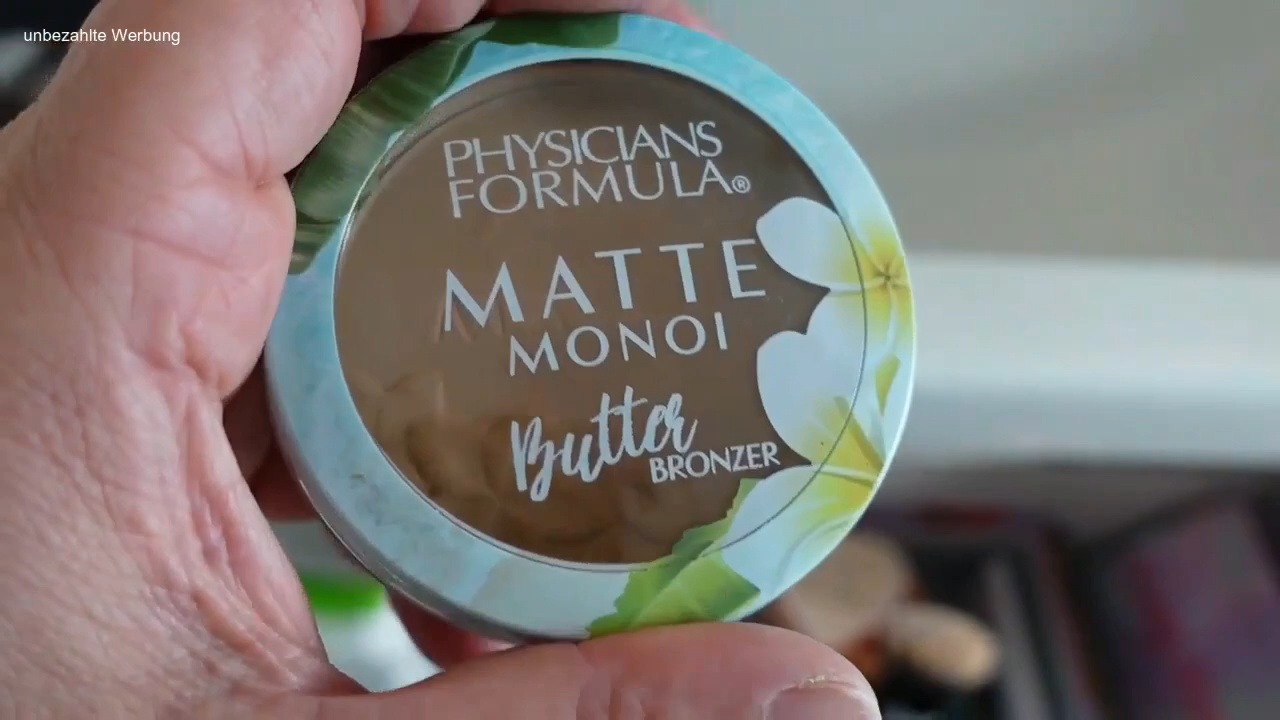 unbezahlte Werbung
PHYSICIANS
FORMULA®
MATTE
MONOI
Butter
BRONZER